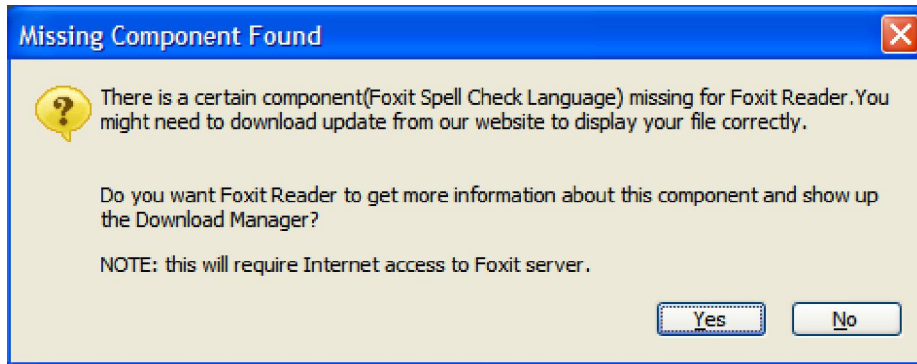 Missing Component Found
There is a certain component(Foxit Spell Check Language) missing for Foxit Reader.You
might need to download update from our website to display your file correctly.
Do you want Foxit Reader to get more information about this component and show up
the Download Manager?
NOTE: this will require Internet access to Foxit server.
Yes No